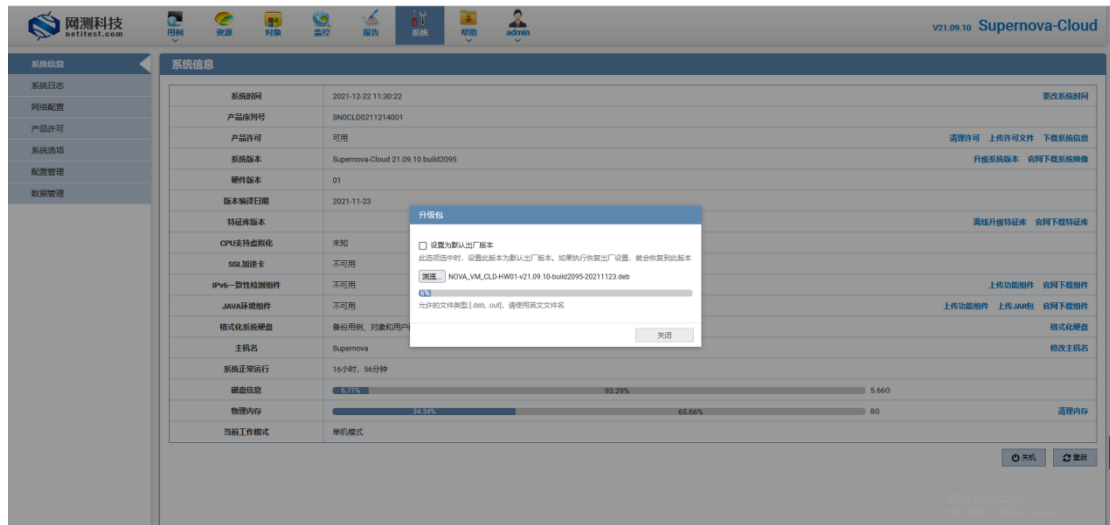 网测科技
netitest.com
用例
资源
对象
监控
报告
系统
帮助
admin
V21.09.10 Supernova-Cloud
系统信息
系统日志
网络配置
产品许可
系统选项
配置管理
数据管理
系统信息
系统时间 2021-12-22 11:30:22 更改系统时间
产品序列号 SN0CLD0211214001
产品许可 可用 清理许可 上传许可文件 下载系统信息
系统版本 Supernova-Cloud 21.09.10 build2095 升级系统版本 官网下载系统映像
硬件版本 01
版本编译日期 2021-11-23
特征库版本 离线升级特征库 官网下载特征库
CPU支持虚拟化 未知
SSL加速卡 不可用
IPv6一致性检测组件 不可用 上传功能组件 官网下载组件
JAVA环境组件 不可用 上传功能组件 上传JAR包 官网下载组件
格式化系统硬盘 备份用例、对象和用户 格式化硬盘
主机名 Supernova 修改主机名
系统正常运行 16小时，56分钟
磁盘信息 6.71% 93.29% 5.66G
物理内存 34.34% 65.66% 8G 清理内存
当前工作模式 单机模式
关机 重启
升级包
设置为默认出厂版本
此选项选中时，设置此版本为默认出厂版本。如果执行恢复出厂设置，就会恢复到此版本
浏览... NOVA_VM_CLD-HW01-v21.09.10-build2095-20211123.deb
6%
允许的文件类型:[.deb, .out]，请使用英文文件名
关闭
激活 Windows